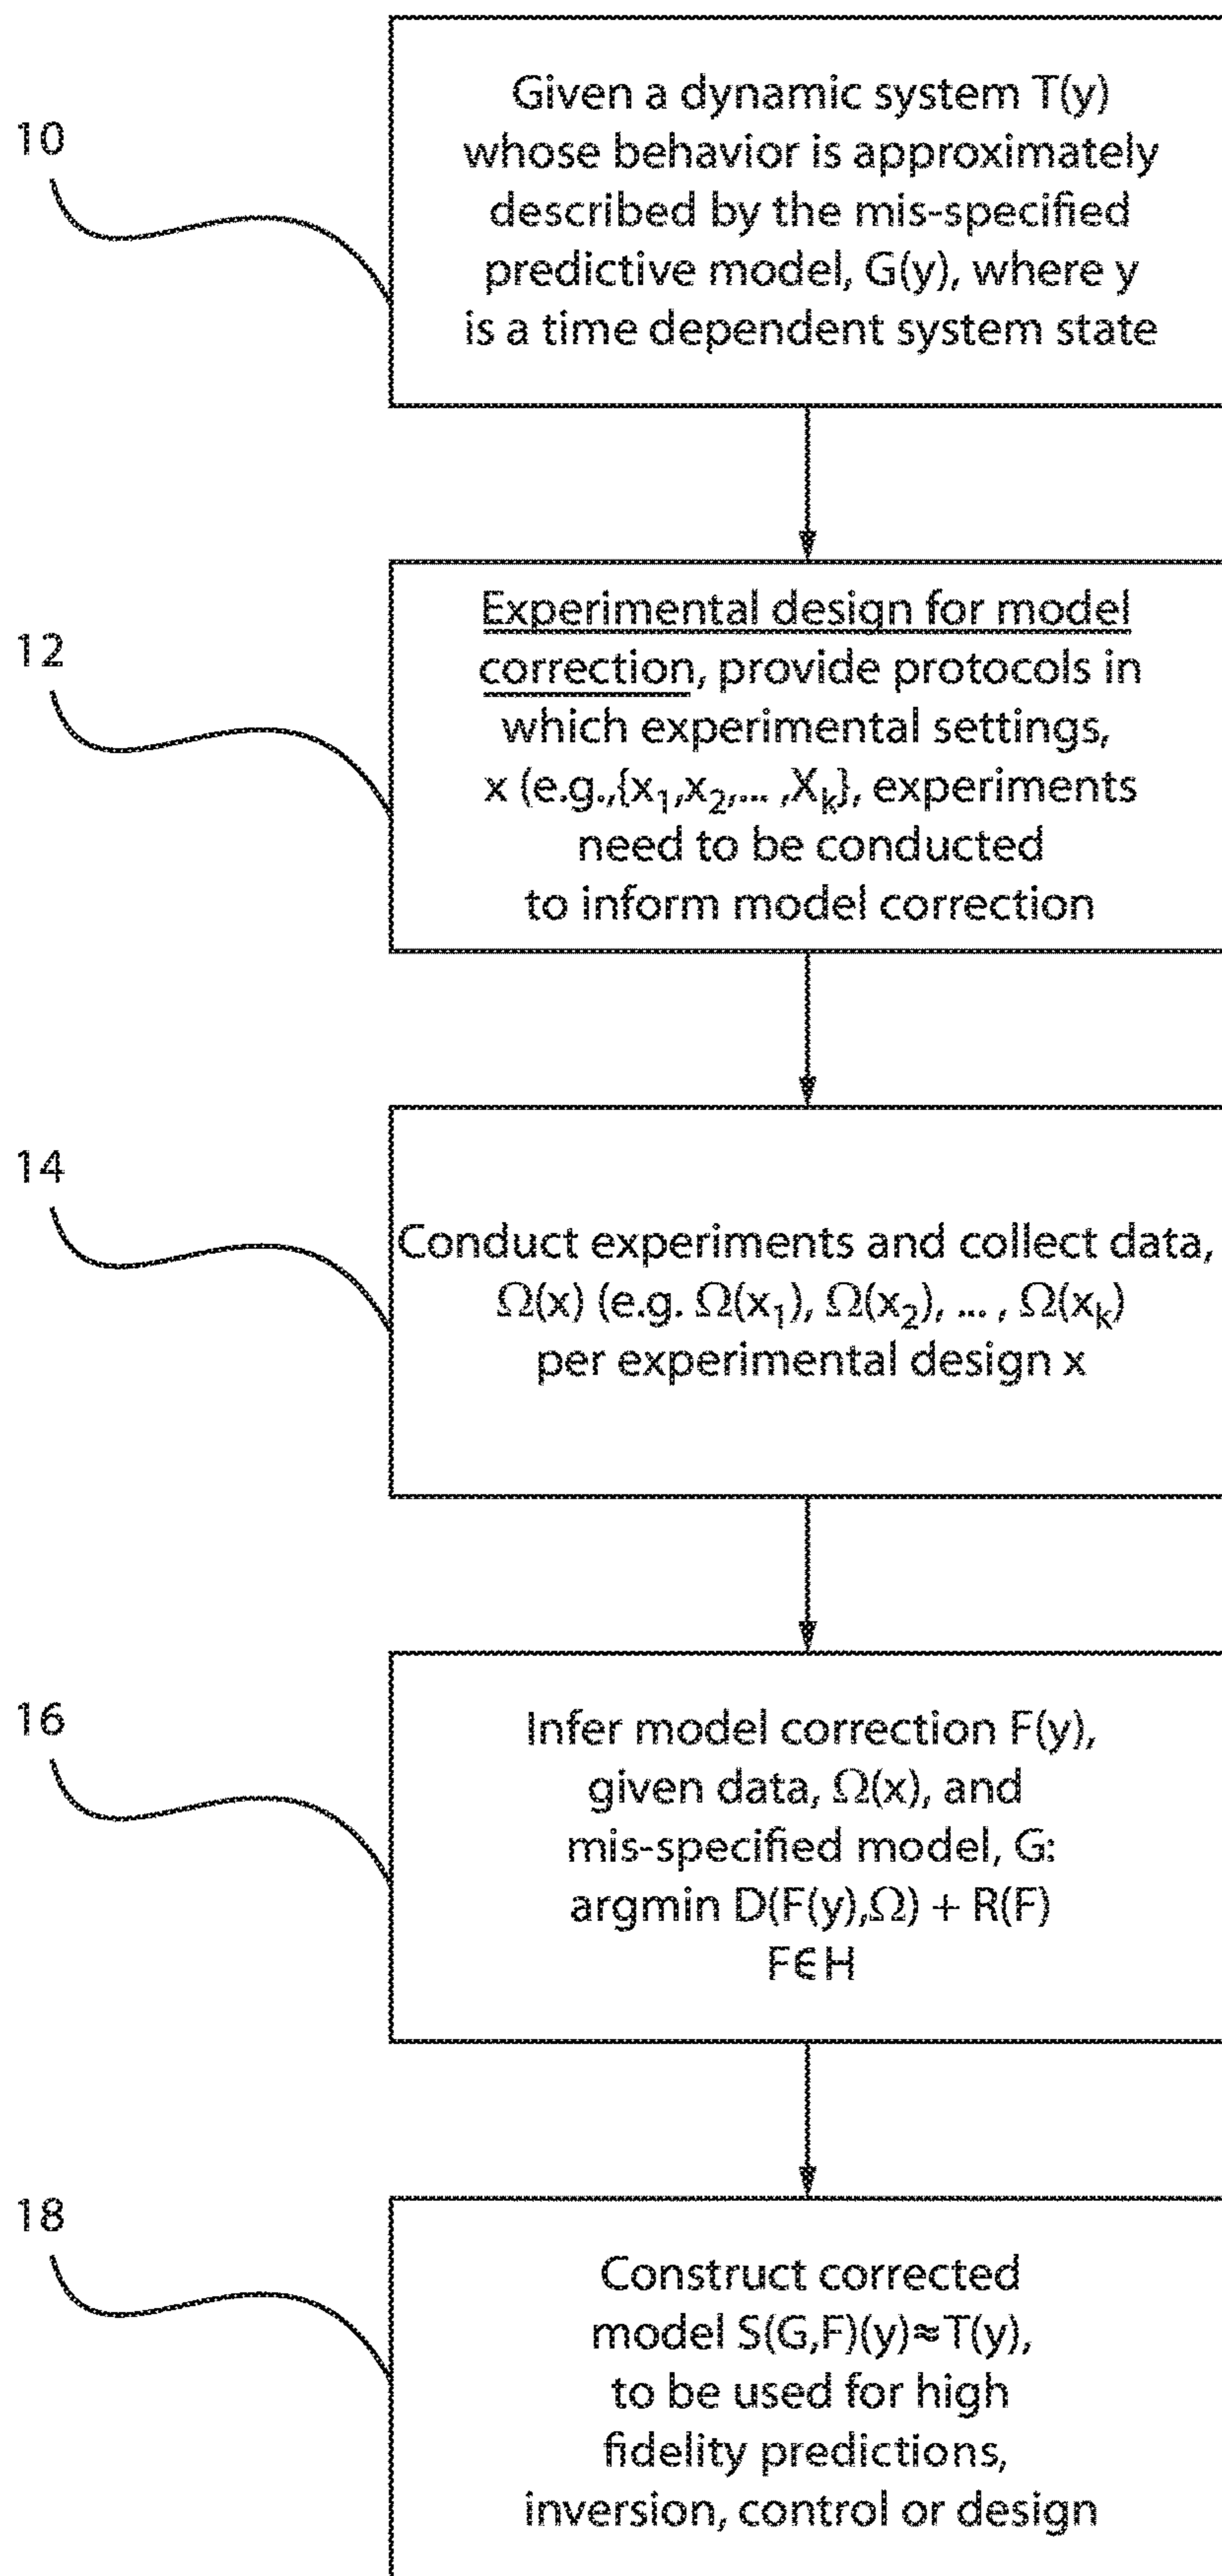 10
Given a dynamic system T(y)
whose behavior is approximately
described by the mis-specified
predictive model, G(y), where y
is a time dependent system state
12
Experimental design for model
correction, provide protocols in
which experimental settings,
x (e.g.,{x₁,x₂,... ,Xₖ}, experiments
need to be conducted
to inform model correction
14
Conduct experiments and collect data,
Ω(x) (e.g. Ω(x₁), Ω(x₂), ... , Ω(xₖ)
per experimental design x
16
Infer model correction F(y),
given data, Ω(x), and
mis-specified model, G:
argmin D(F(y),Ω) + R(F)
F∈H
18
Construct corrected
model S(G,F)(y)≈T(y),
to be used for high
fidelity predictions,
inversion, control or design